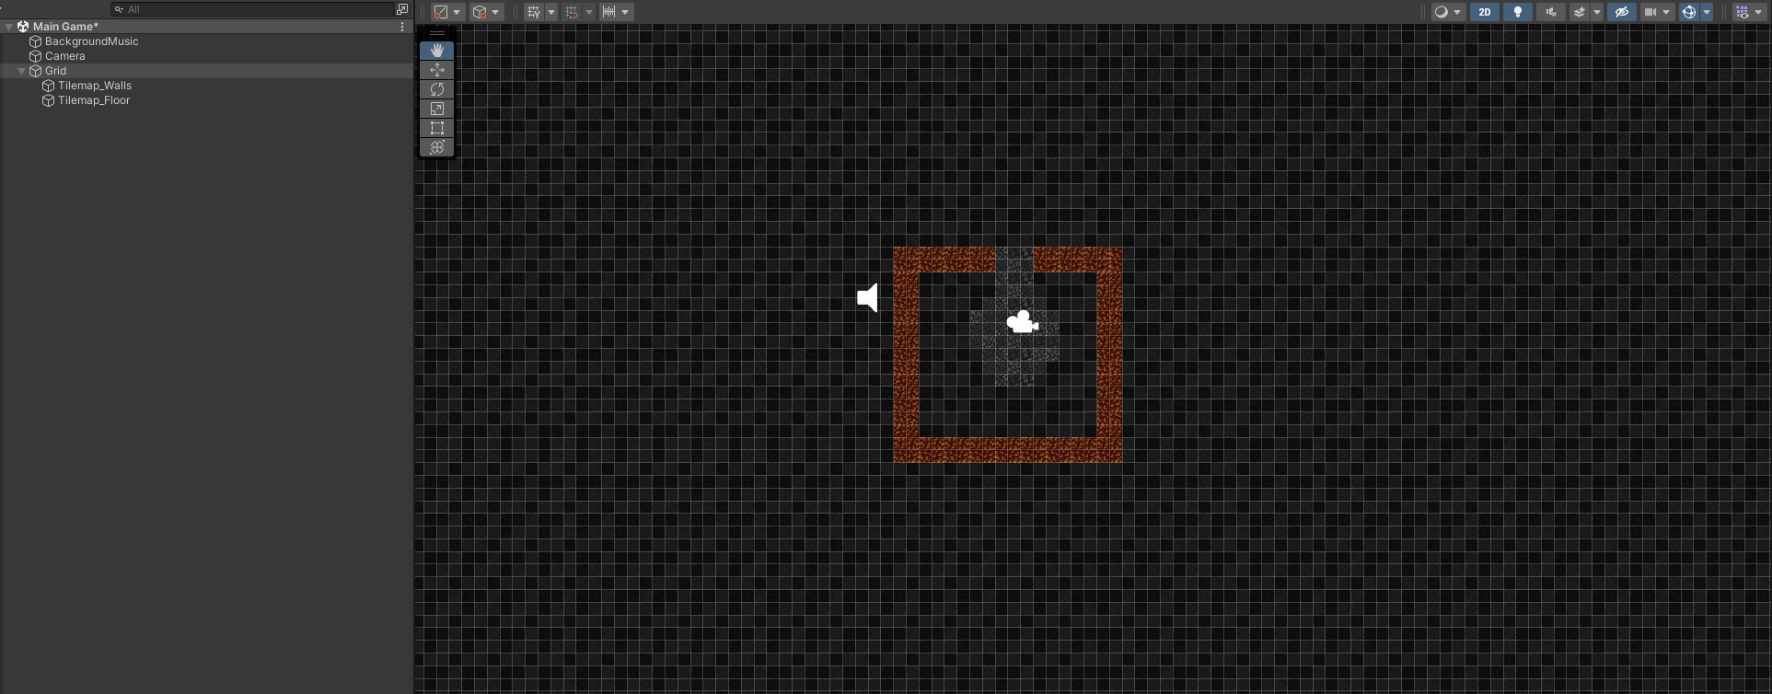 All
2D
Main Game*
BackgroundMusic
Camera
Grid
Tilemap_Walls
Tilemap_Floor